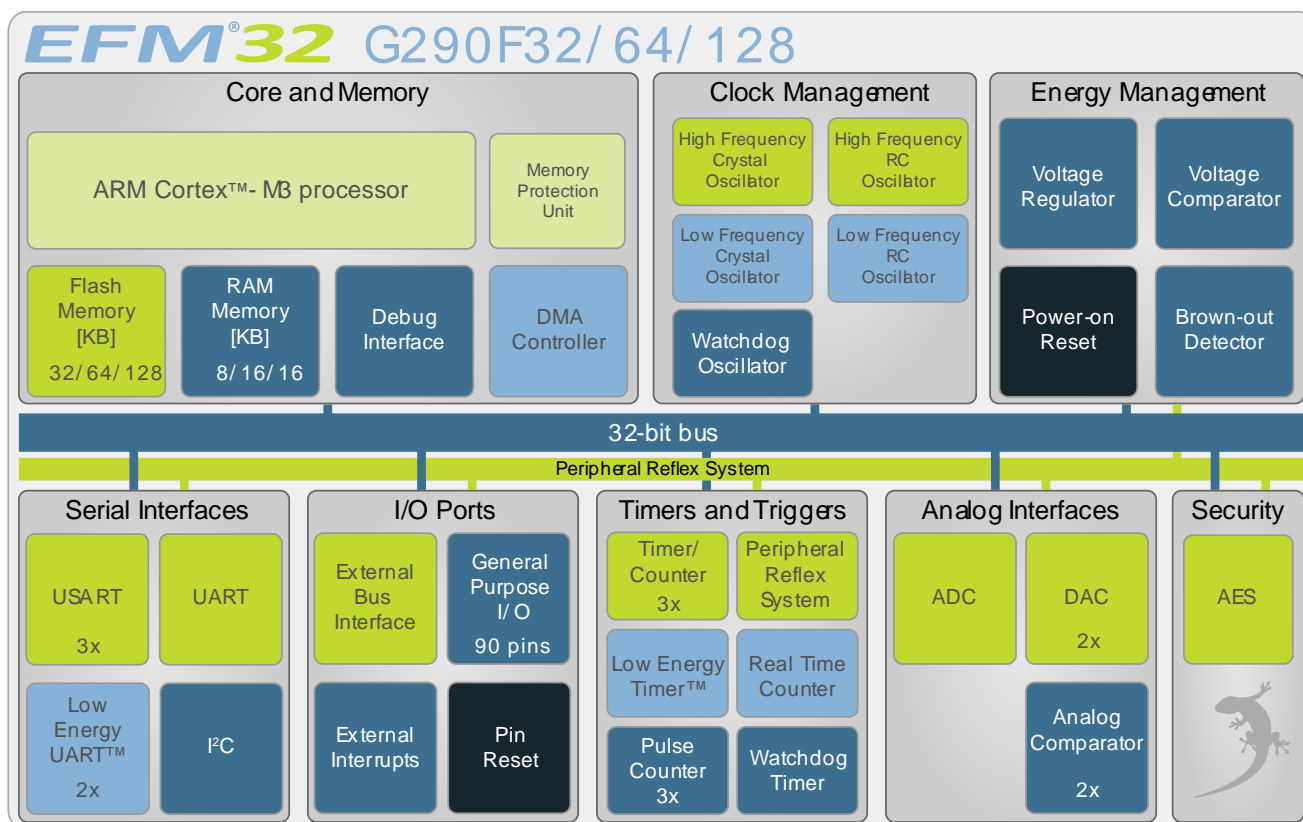 EFM®32 G290F32/64/128
Core and Memory
ARM Cortex™-M3 processor
Memory
Protection
Unit
Flash
Memory
[KB]
32/64/128
RAM
Memory
[KB]
8/16/16
Debug
Interface
DMA
Controller
Clock Management
High Frequency
Crystal
Oscillator
High Frequency
RC
Oscillator
Low Frequency
Crystal
Oscillator
Low Frequency
RC
Oscillator
Watchdog
Oscillator
Energy Management
Voltage
Regulator
Voltage
Comparator
Power-on
Reset
Brown-out
Detector
32-bit bus
Peripheral Reflex System
Serial Interfaces
USART
3x
UART
Low
Energy
UART™
2x
I²C
I/O Ports
External
Bus
Interface
General
Purpose
I/O
90 pins
External
Interrupts
Pin
Reset
Timers and Triggers
Timer/
Counter
3x
Peripheral
Reflex
System
Low Energy
Timer™
Real Time
Counter
Pulse
Counter
3x
Watchdog
Timer
Analog Interfaces
ADC
DAC
2x
Analog
Comparator
2x
Security
AES